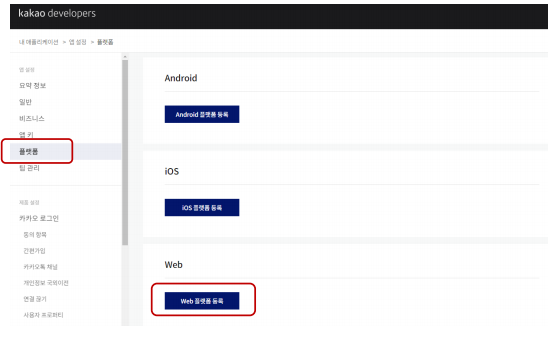 kakao developers
내 애플리케이션 > 앱 설정 > 플랫폼
앱 설정
요약 정보
일반
비즈니스
앱 키
플랫폼
팀 관리
제품 설정
카카오 로그인
동의 항목
간편가입
카카오톡 채널
개인정보 국외이전
연결 끊기
사용자 프로퍼티
Android
Android 플랫폼 등록
iOS
iOS 플랫폼 등록
Web
Web 플랫폼 등록